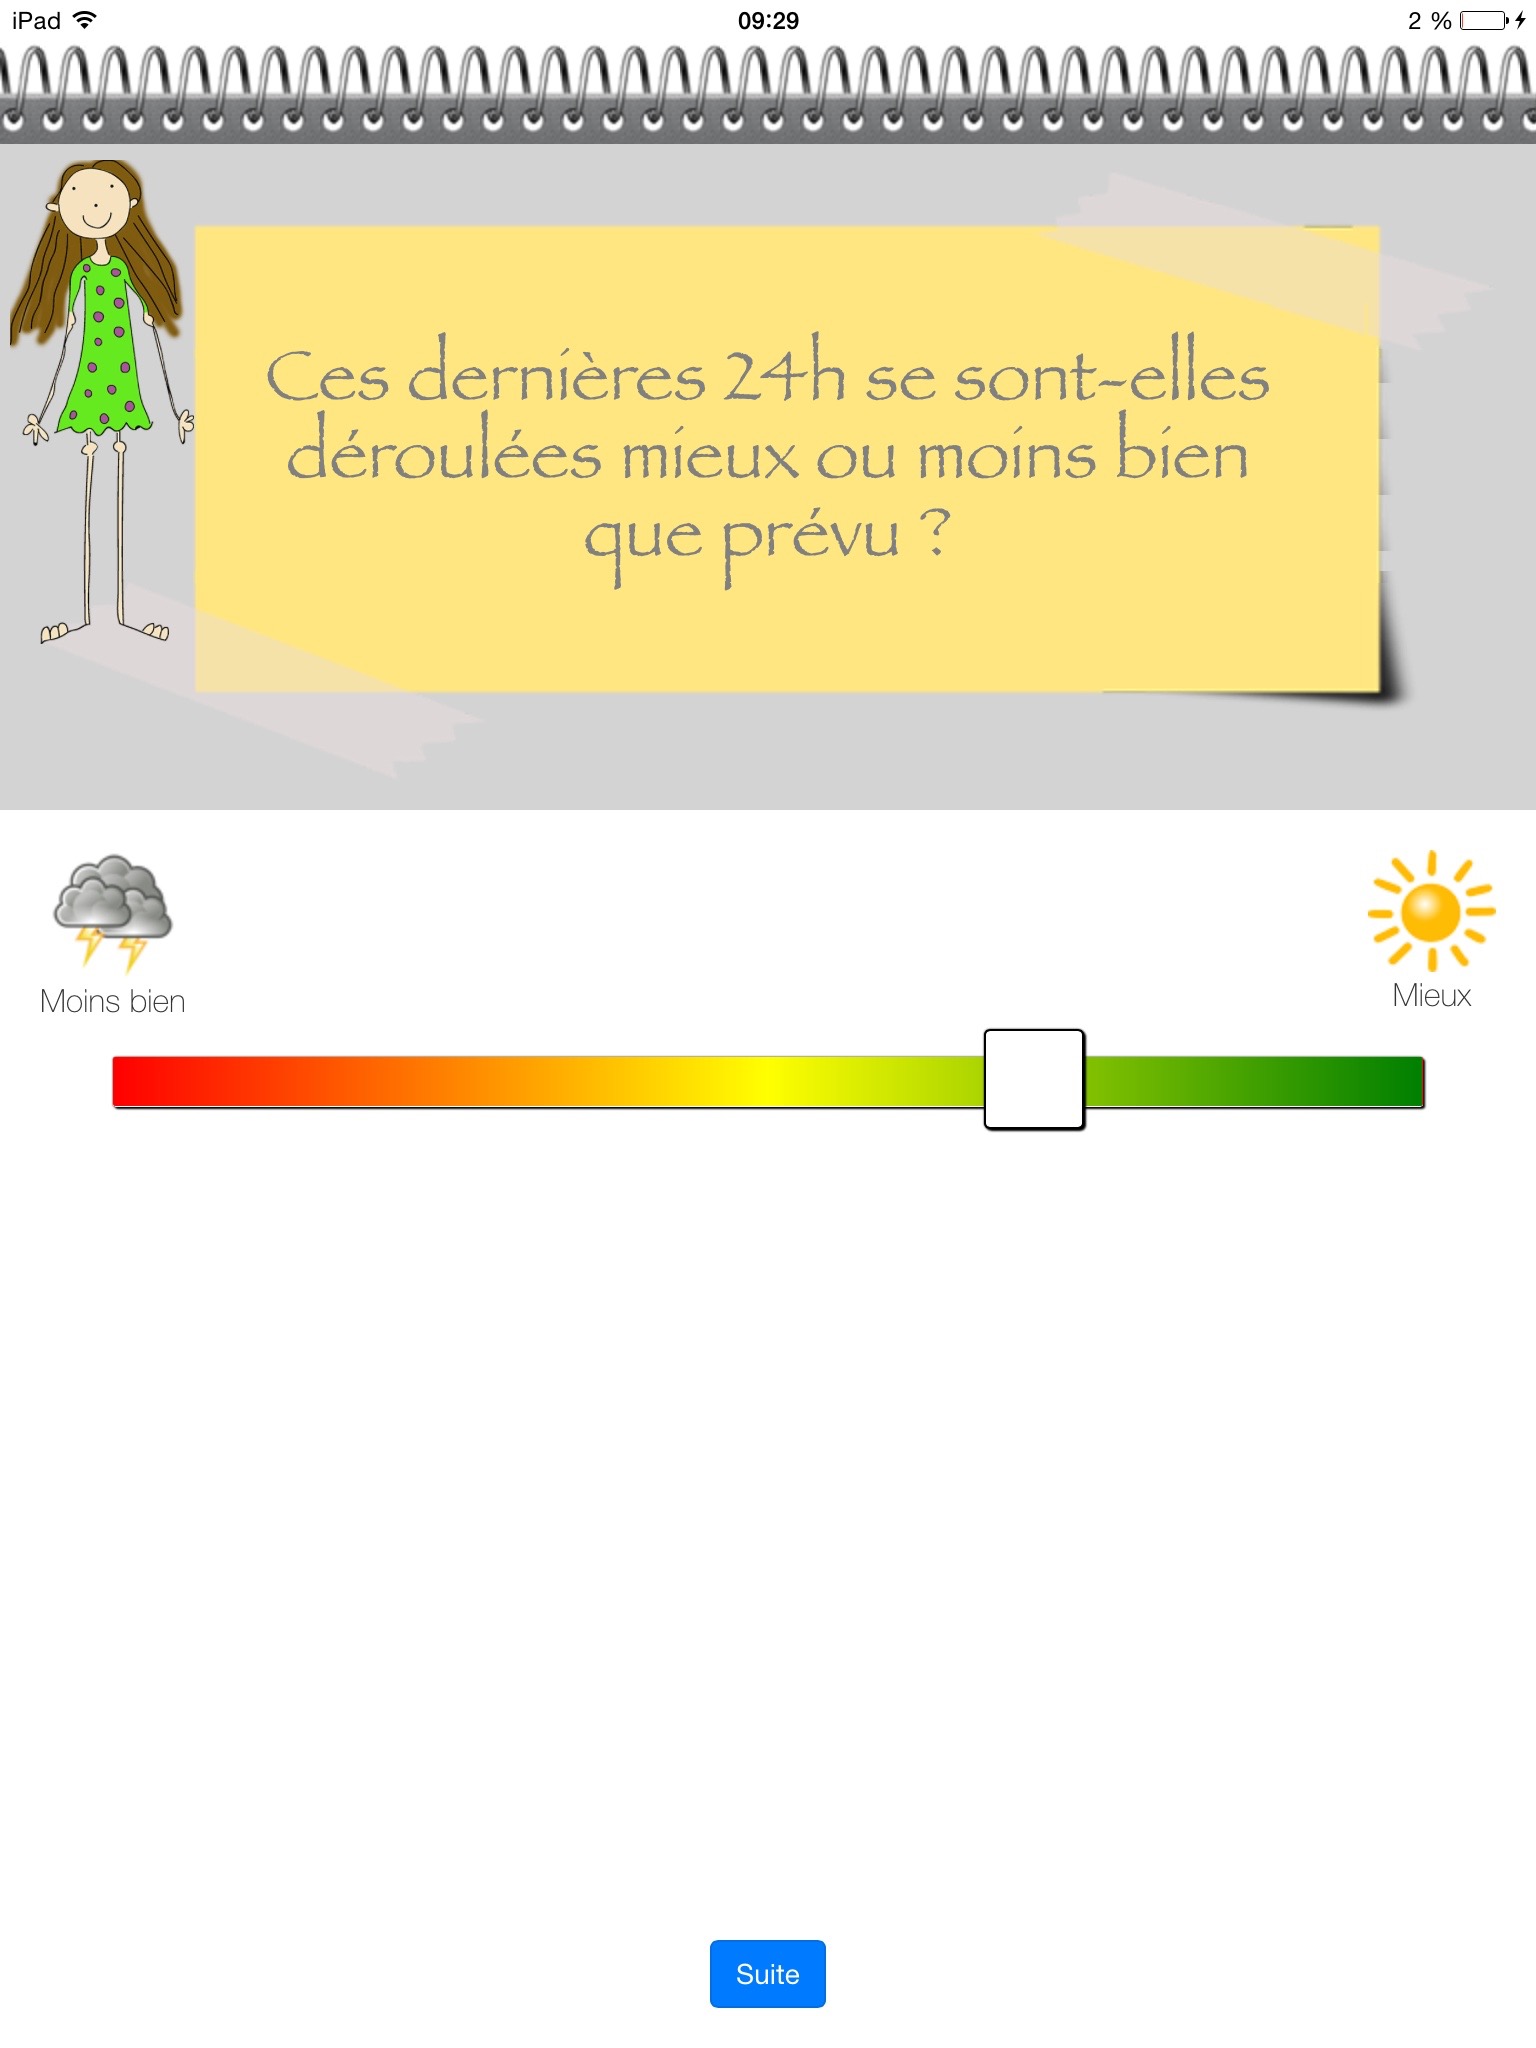 iPad 09:29 2 %
Ces dernières 24h se sont-elles
déroulées mieux ou moins bien
que prévu ?
Moins bien
Mieux
Suite